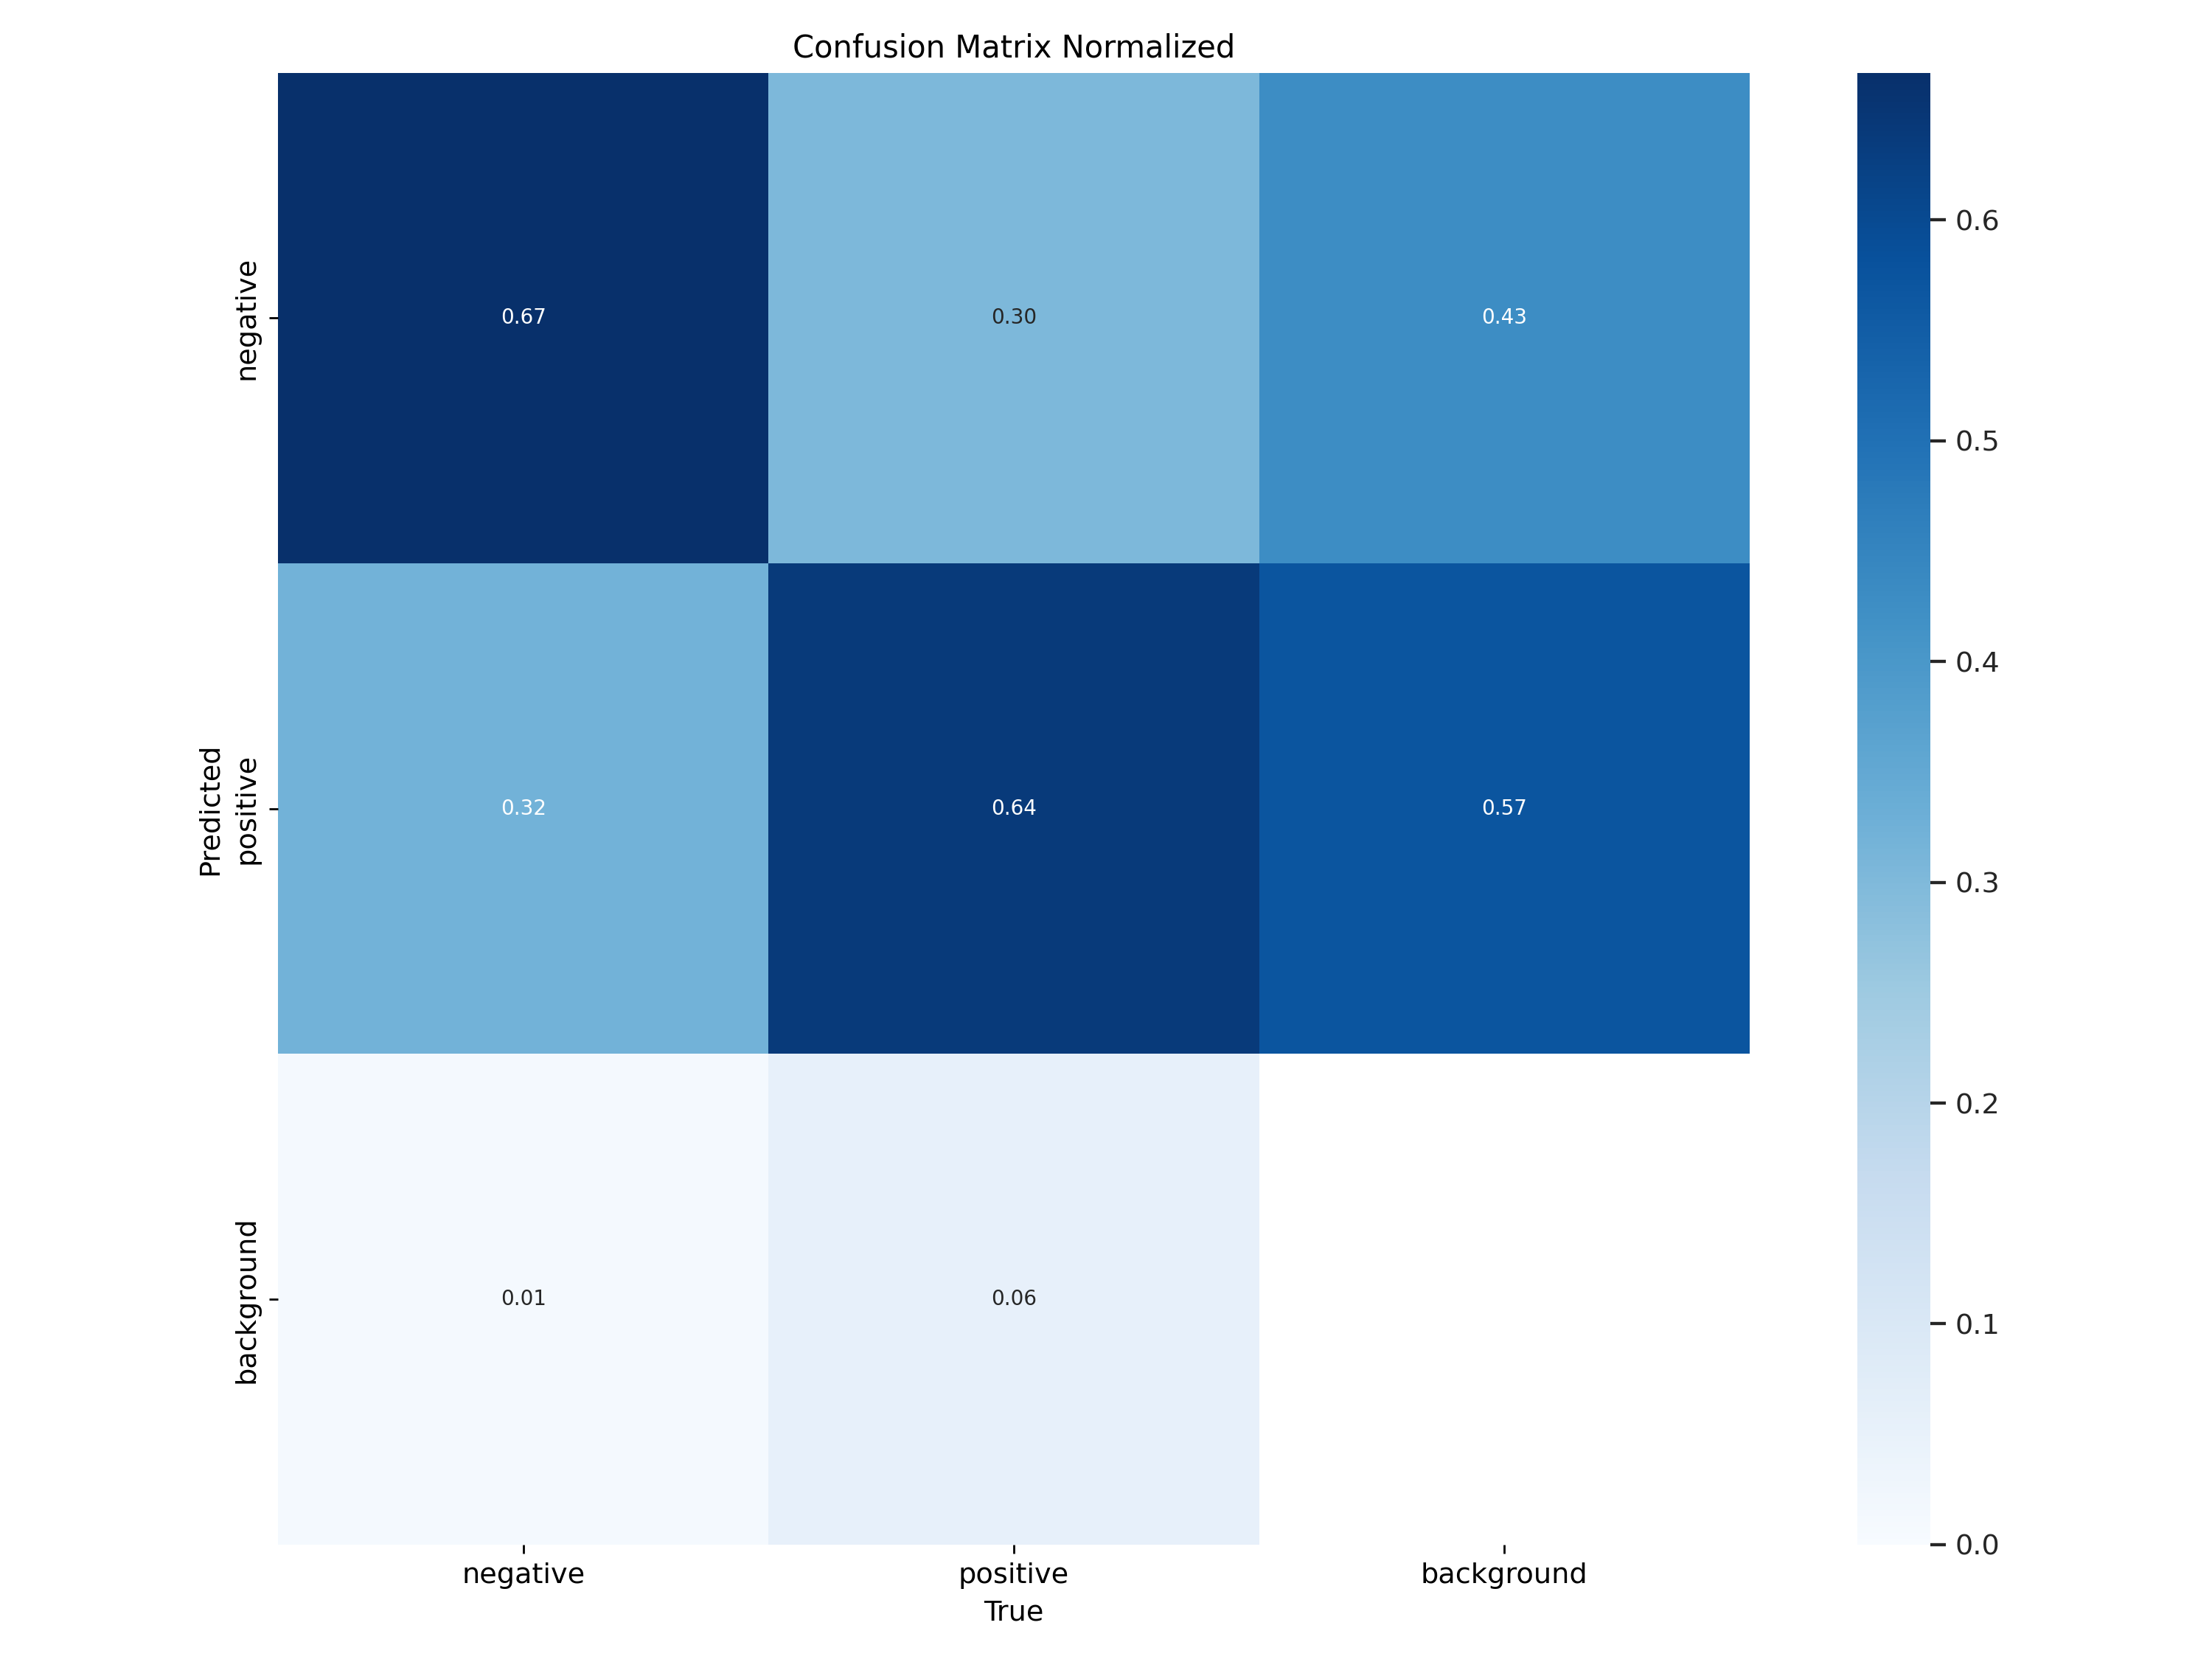 Confusion Matrix Normalized
negative
0.67
0.30
0.43
Predicted
positive
0.32
0.64
0.57
background
0.01
0.06
negative
positive
background
True
0.6
0.5
0.4
0.3
0.2
0.1
0.0